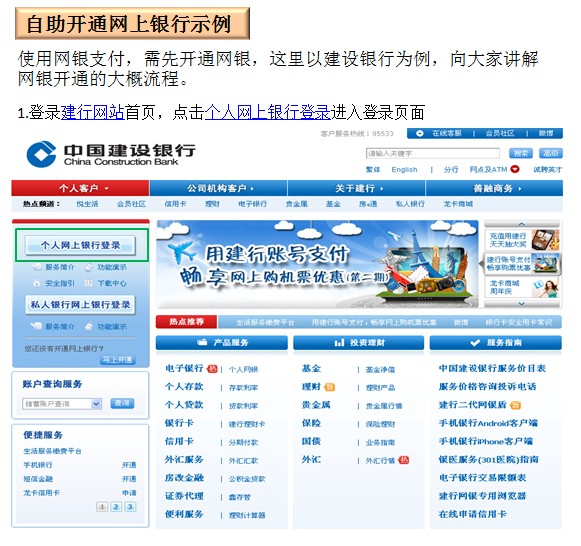 自助开通网上银行示例
使用网银支付，需先开通网银，这里以建设银行为例，向大家讲解
网银开通的大概流程。
1.登录建行网站首页，点击个人网上银行登录进入登录页面
客户服务热线：95533 在线客服 | 会员社区 | 微博
中国建设银行
China Construction Bank
请输入关键字 搜索 高级
繁体 English | 分行 网点及ATM 诚聘英才
个人客户 公司机构客户 关于建行 善融商务
热点频道： 悦生活 会员社区 信用卡 理财 电子银行 贵金属 基金 房e通 私人银行 龙卡商城
个人网上银行登录
服务简介 功能演示
安全指引 下载中心
私人银行网上银行登录
服务简介 功能演示
您还没有开通网上银行?
马上开通
用建行账号支付
畅享网上购机票优惠(第二期)
充值用建行
天天抽大奖
建行账号支付
畅享购票优惠
龙卡商城
周年庆
热点推荐 生活服务缴费平台 用建行账号支付，畅享网上购机票优惠 微博 银行卡安全用卡常识
账户查询服务
储蓄账户查询 查询
便捷服务
生活服务缴费平台
手机银行 开通
短信金融 开通
龙卡信用卡 申请
1 2 3
产品服务
电子银行 热 | 个人网银
个人存款 | 存款利率
个人贷款 | 贷款利率
银行卡 | 建行理财卡
信用卡 | 分期付款
外汇服务 | 外汇汇款
房改金融 | 公积金贷款
证券代理 | 鑫存管
便利服务 | 理财计算器
投资理财
基金 | 基金净值
理财 | 理财产品
贵金属 | 贵金属行情
保险 | 保险理财
国债 | 业务指南
外汇 | 外汇行情 热
服务指南
中国建设银行服务价目表
服务价格咨询投诉电话
建行二代网银盾
手机银行Android客户端
手机银行iPhone客户端
银医服务(301医院)指南
电子银行交易限额表
建行网银专用浏览器
在线申请信用卡